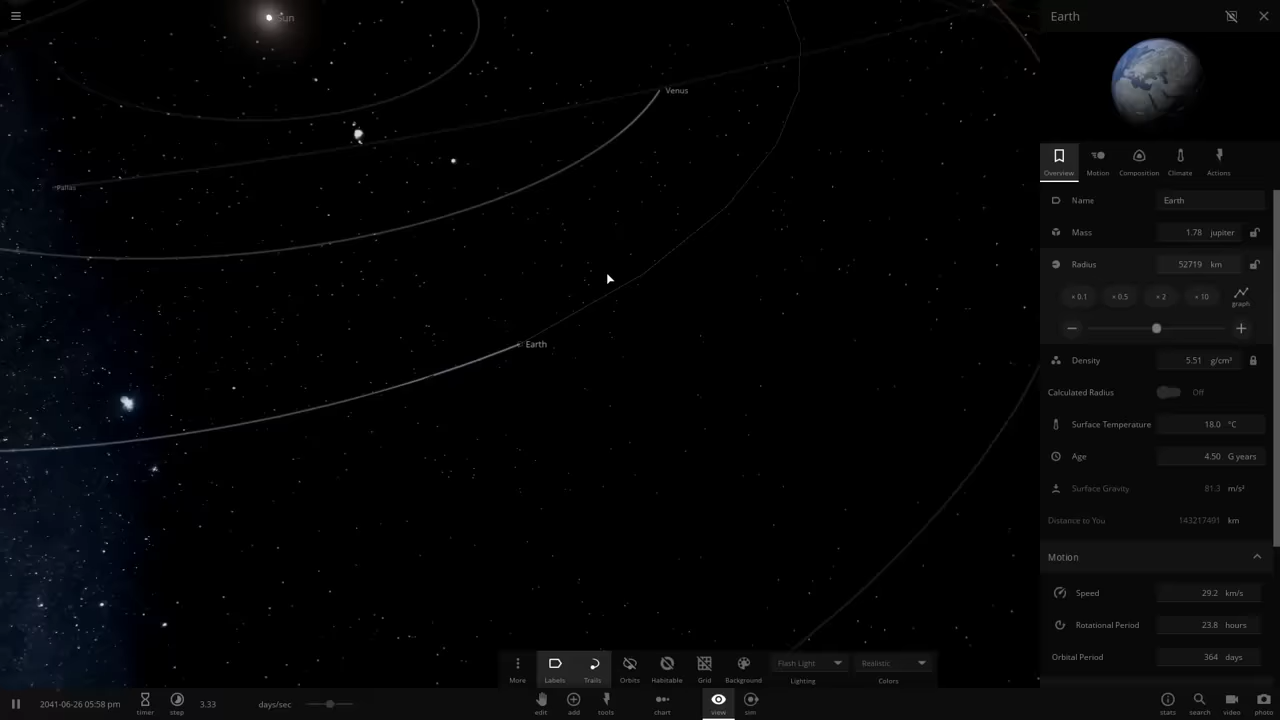 Sun
Venus
Pallas
Earth
Earth
Overview
Motion
Composition
Climate
Actions
Name Earth
Mass 1.78 jupiter
Radius 52719 km
× 0.1 × 0.5 × 2 × 10 graph
Density 5.51 g/cm³
Calculated Radius Off
Surface Temperature 18.0 °C
Age 4.50 G years
Surface Gravity 81.3 m/s²
Distance to You 143217491 km
Motion
Speed 29.2 km/s
Rotational Period 23.8 hours
Orbital Period 364 days
More Labels Trails Orbits Habitable Grid Background
Flash Light
Lighting
Realistic
Colors
2041-06-26 05:58 pm timer step 3.33 days/sec
edit add tools chart view sim
stats search video photo